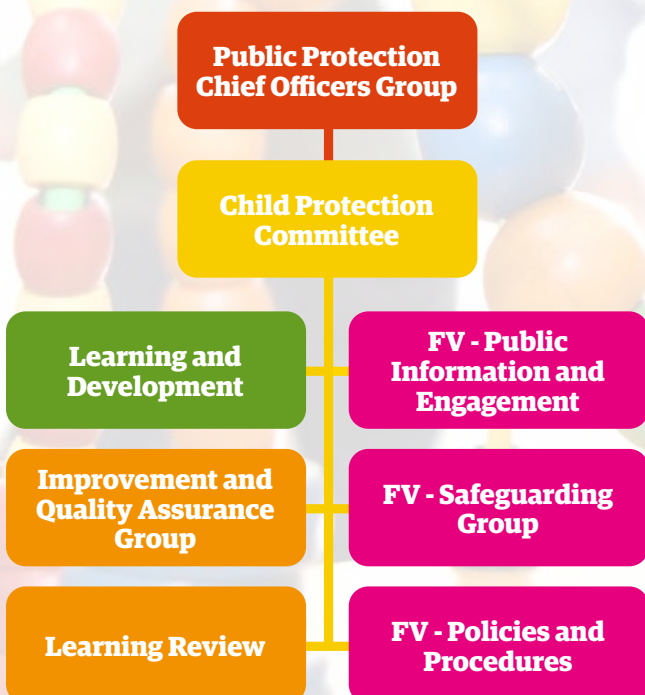 Public Protection
Chief Officers Group
Child Protection
Committee
Learning and
Development
FV - Public
Information and
Engagement
Improvement and
Quality Assurance
Group
FV - Safeguarding
Group
Learning Review
FV - Policies and
Procedures